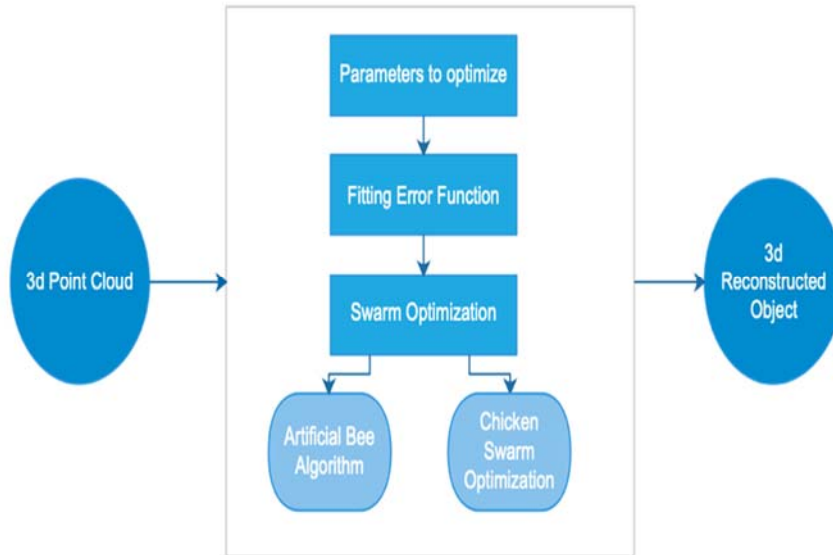 Parameters to optimize
Fitting Error Function
3d Point Cloud
3d
Reconstructed
Object
Swarm Optimization
Artificial Bee
Algorithm
Chicken
Swarm
Optimization